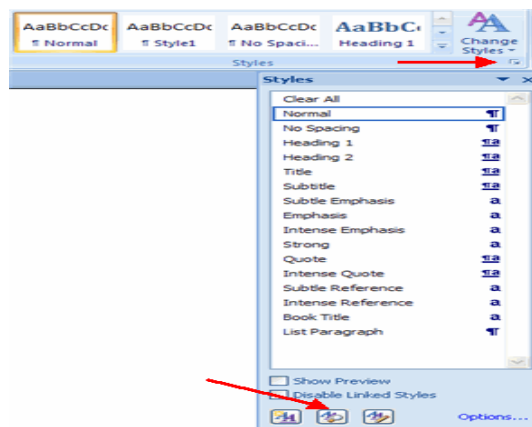 AaBbCcDc AaBbCcDc AaBbCcDc AaBbC
¶ Normal ¶ Style1 ¶ No Spaci... Heading 1 Change Styles
Styles
Styles
Clear All
Normal ¶
No Spacing ¶
Heading 1 ¶a
Heading 2 ¶a
Title ¶a
Subtitle ¶a
Subtle Emphasis a
Emphasis a
Intense Emphasis a
Strong a
Quote ¶a
Intense Quote ¶a
Subtle Reference a
Intense Reference a
Book Title a
List Paragraph ¶
Show Preview
Disable Linked Styles
Options...